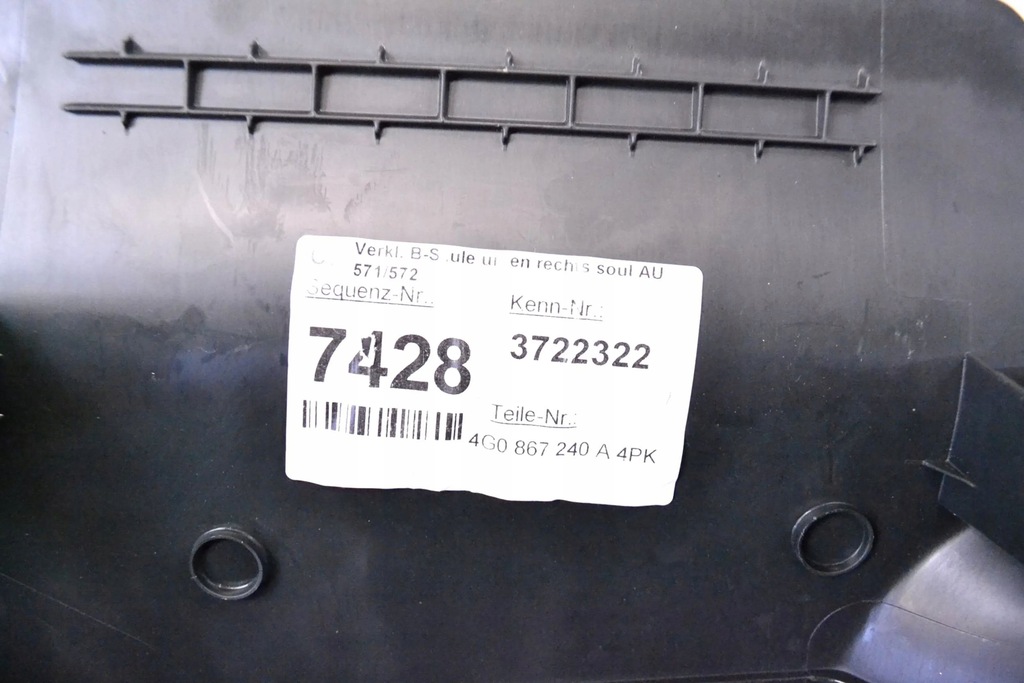 Verkl. B-S ule u en rechts soul AU
571/572
Sequenz-Nr.:
Kenn-Nr.:
7428
3722322
Teile-Nr.:
4G0 867 240 A 4PK